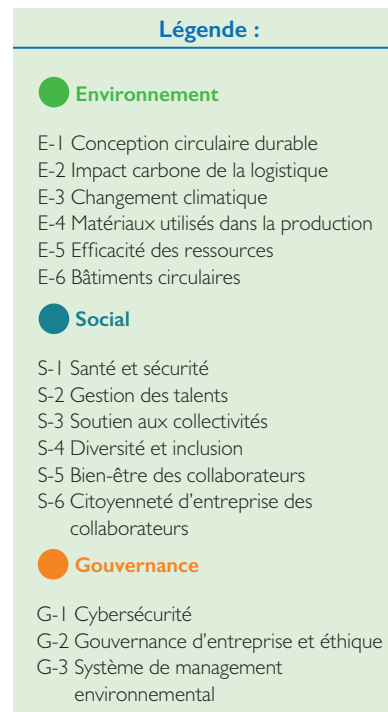 Légende :
Environnement
E-1 Conception circulaire durable
E-2 Impact carbone de la logistique
E-3 Changement climatique
E-4 Matériaux utilisés dans la production
E-5 Efficacité des ressources
E-6 Bâtiments circulaires
Social
S-1 Santé et sécurité
S-2 Gestion des talents
S-3 Soutien aux collectivités
S-4 Diversité et inclusion
S-5 Bien-être des collaborateurs
S-6 Citoyenneté d'entreprise des
collaborateurs
Gouvernance
G-1 Cybersécurité
G-2 Gouvernance d'entreprise et éthique
G-3 Système de management
environnemental